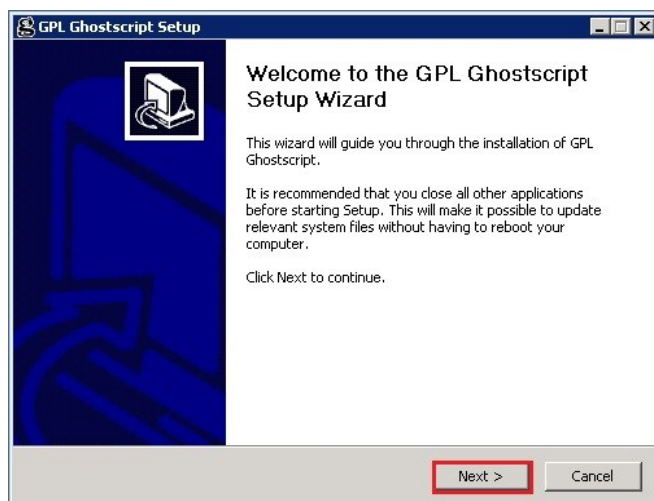 GPL Ghostscript Setup
Welcome to the GPL Ghostscript
Setup Wizard
This wizard will guide you through the installation of GPL
Ghostscript.
It is recommended that you close all other applications
before starting Setup. This will make it possible to update
relevant system files without having to reboot your
computer.
Click Next to continue.
Next >
Cancel